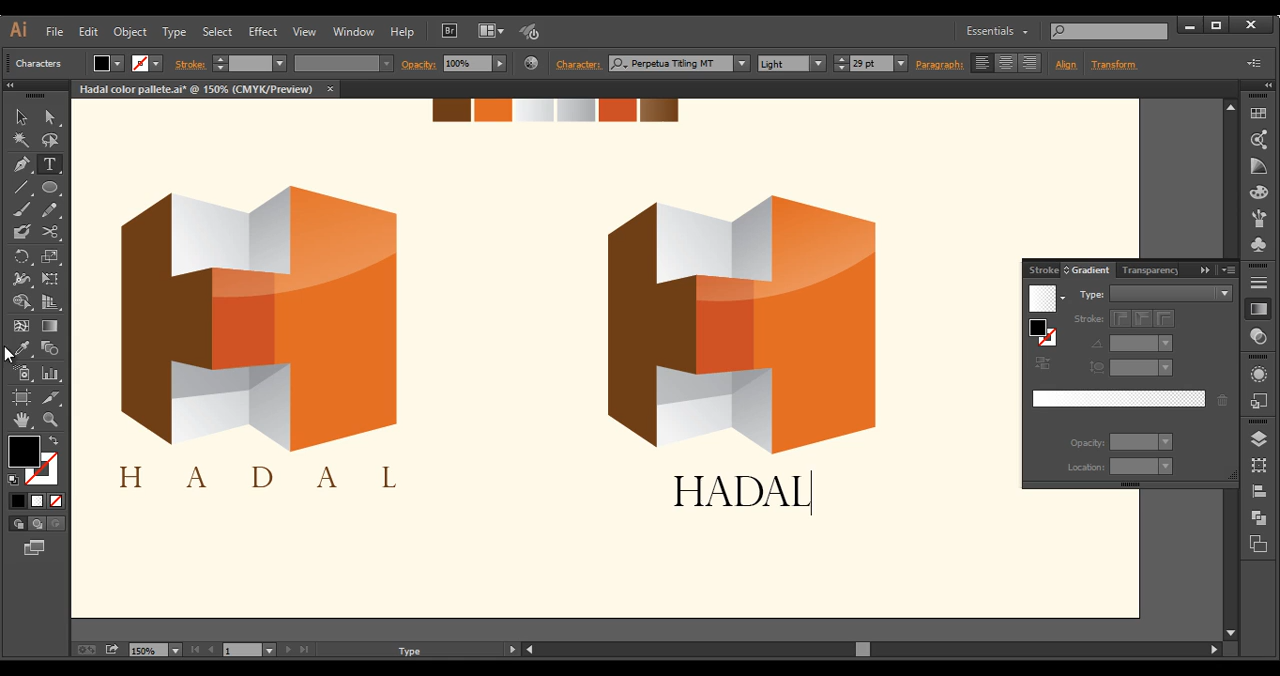 Ai File Edit Object Type Select Effect View Window Help Br Essentials
Characters Stroke: Opacity: 100% Character: Perpetua Titling MT Light 29 pt Paragraph: Align Transform
Hadal color pallete.ai* @ 150% (CMYK/Preview) ×
Stroke Gradient Transparency
Type:
Stroke:
H A D A L
HADAL
Opacity:
Location:
150% 1 Type